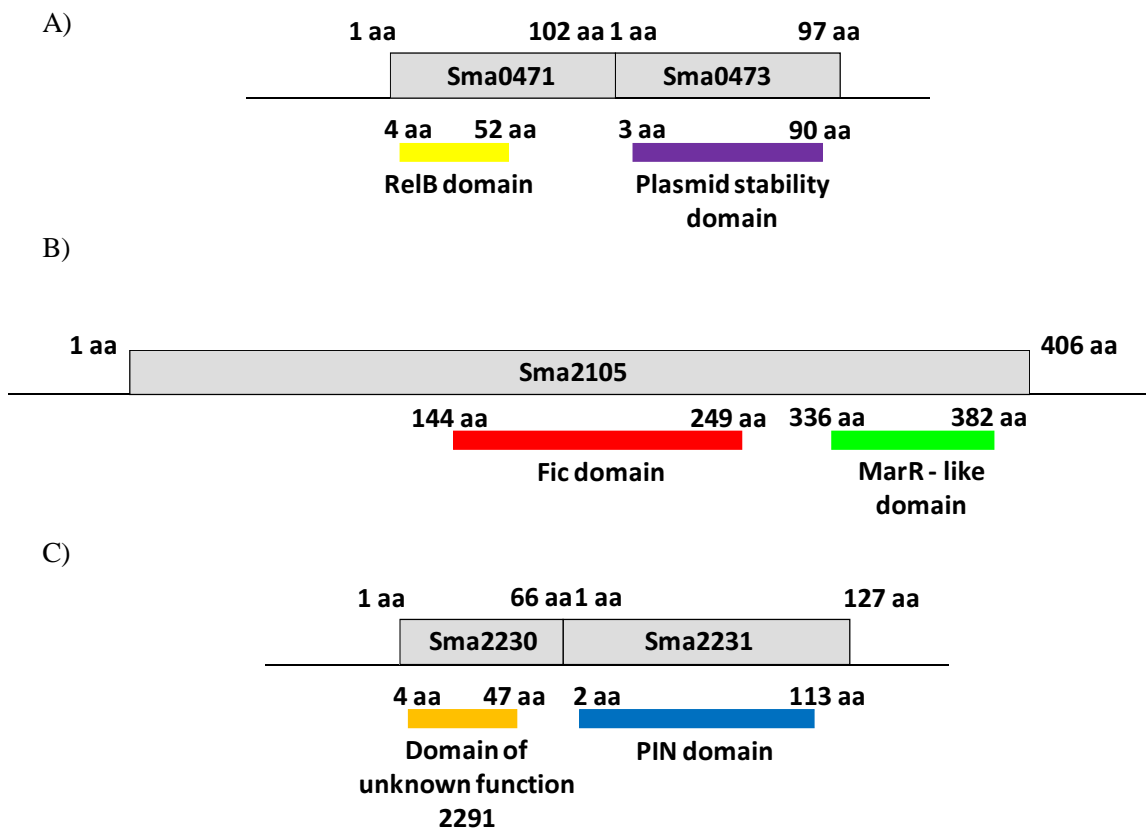 A)
1 aa 102 aa 1 aa 97 aa
Sma0471 Sma0473
4 aa 52 aa 3 aa 90 aa
RelB domain Plasmid stability
domain
B)
1 aa 406 aa
Sma2105
144 aa 249 aa 336 aa 382 aa
Fic domain MarR - like
domain
C)
1 aa 66 aa 1 aa 127 aa
Sma2230 Sma2231
4 aa 47 aa 2 aa 113 aa
Domain of PIN domain
unknown function
2291